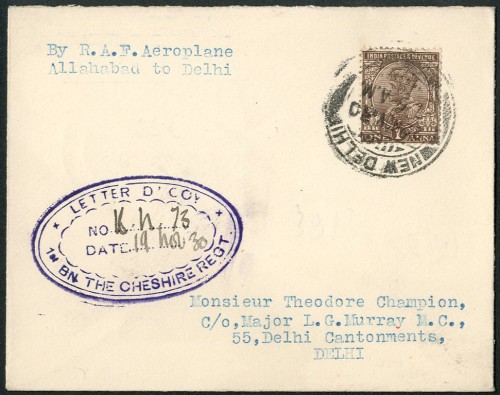 By R.A.F.Aeroplane
Allahabad to Delhi
INDIA POSTAGE & REVENUE
1
NEW DELHI
LETTER D' COY
NO. K.h. 73
DATE. 19 Nov 30
1st BN THE CHESHIRE REGT.
Monsieur Theodore Champion,
c/o,Major L.G.Murray M.C.,
55,Delhi Cantonments,
DELHI